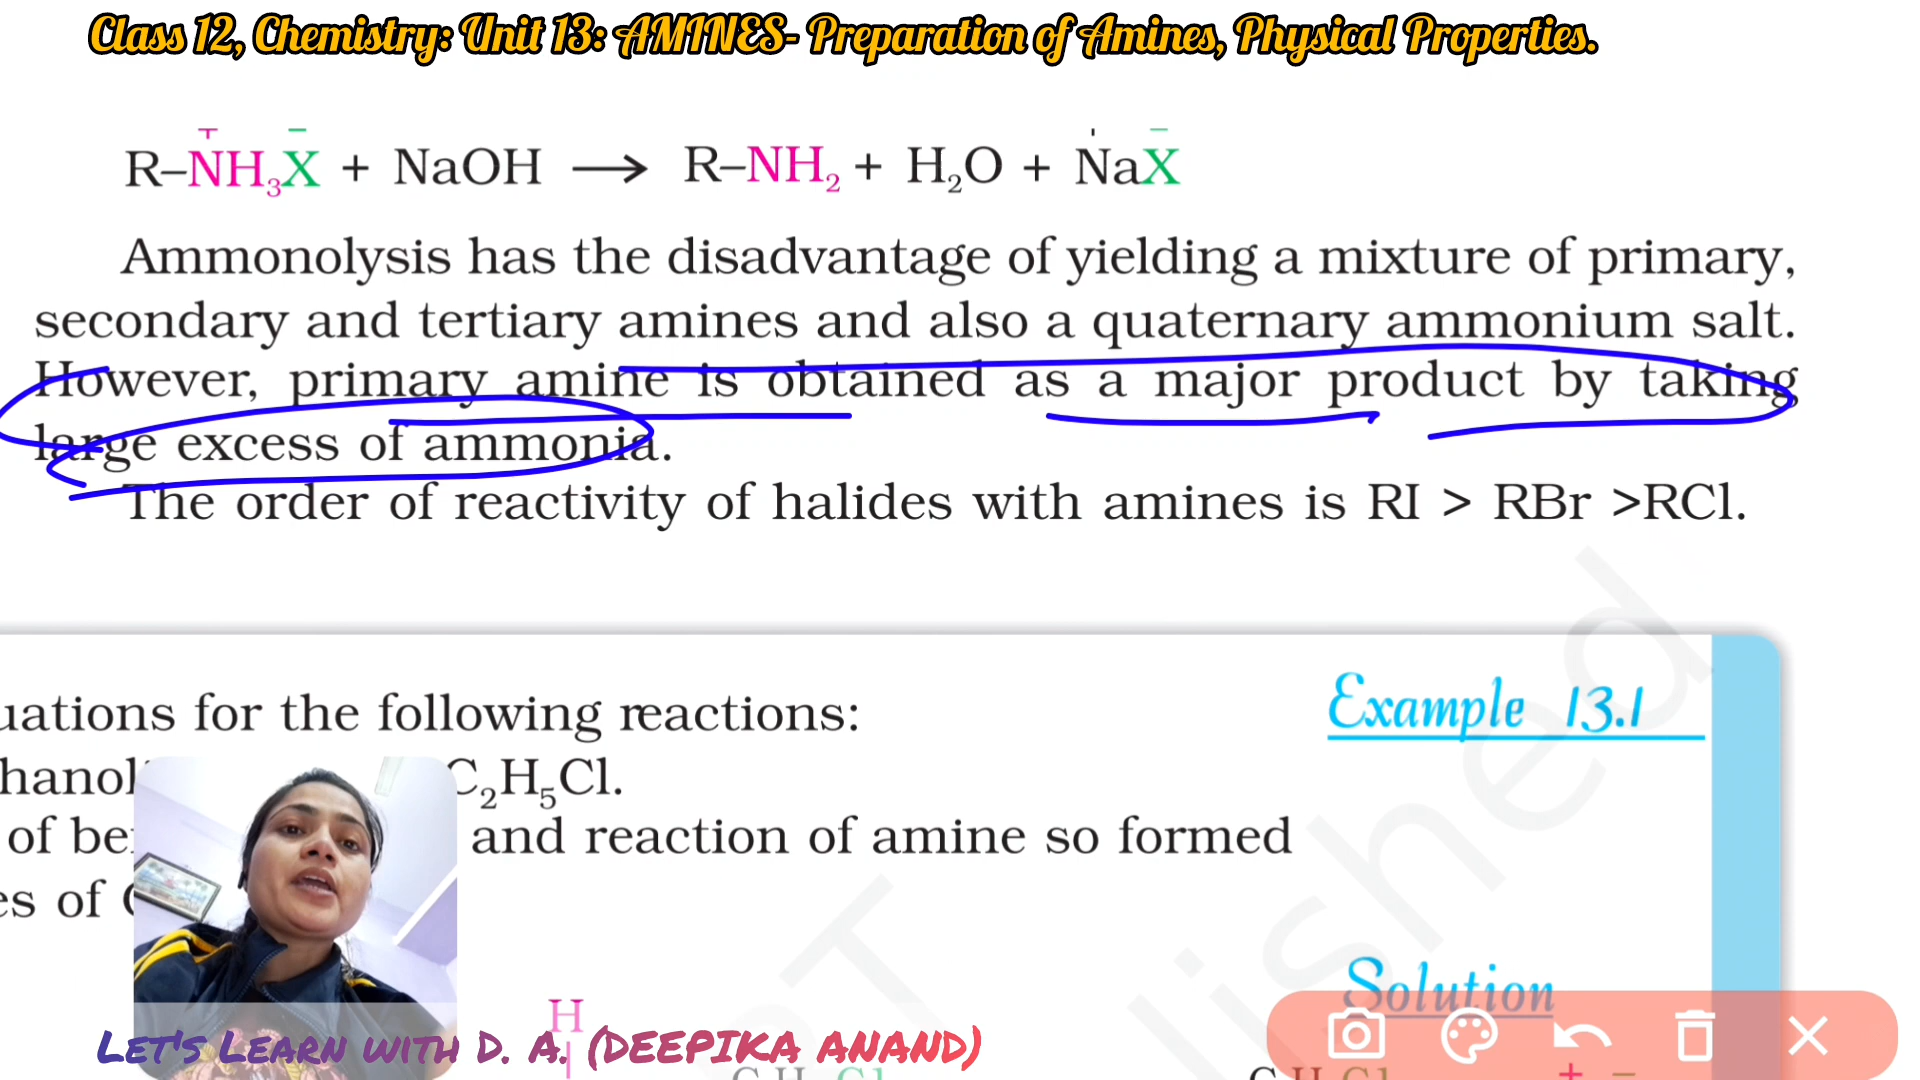 Class 12, Chemistry: Unit 13: AMINES- Preparation of Amines, Physical Properties.
R–N⁺H₃X⁻ + NaOH → R–NH₂ + H₂O + Na⁺X⁻
Ammonolysis has the disadvantage of yielding a mixture of primary,
secondary and tertiary amines and also a quaternary ammonium salt.
However, primary amine is obtained as a major product by taking
large excess of ammonia.
The order of reactivity of halides with amines is RI > RBr >RCl.
Example 13.1
uations for the following reactions:
hanol C₂H₅Cl.
of be and reaction of amine so formed
es of
Solution
H
LET'S LEARN WITH D. A. (DEEPIKA ANAND)